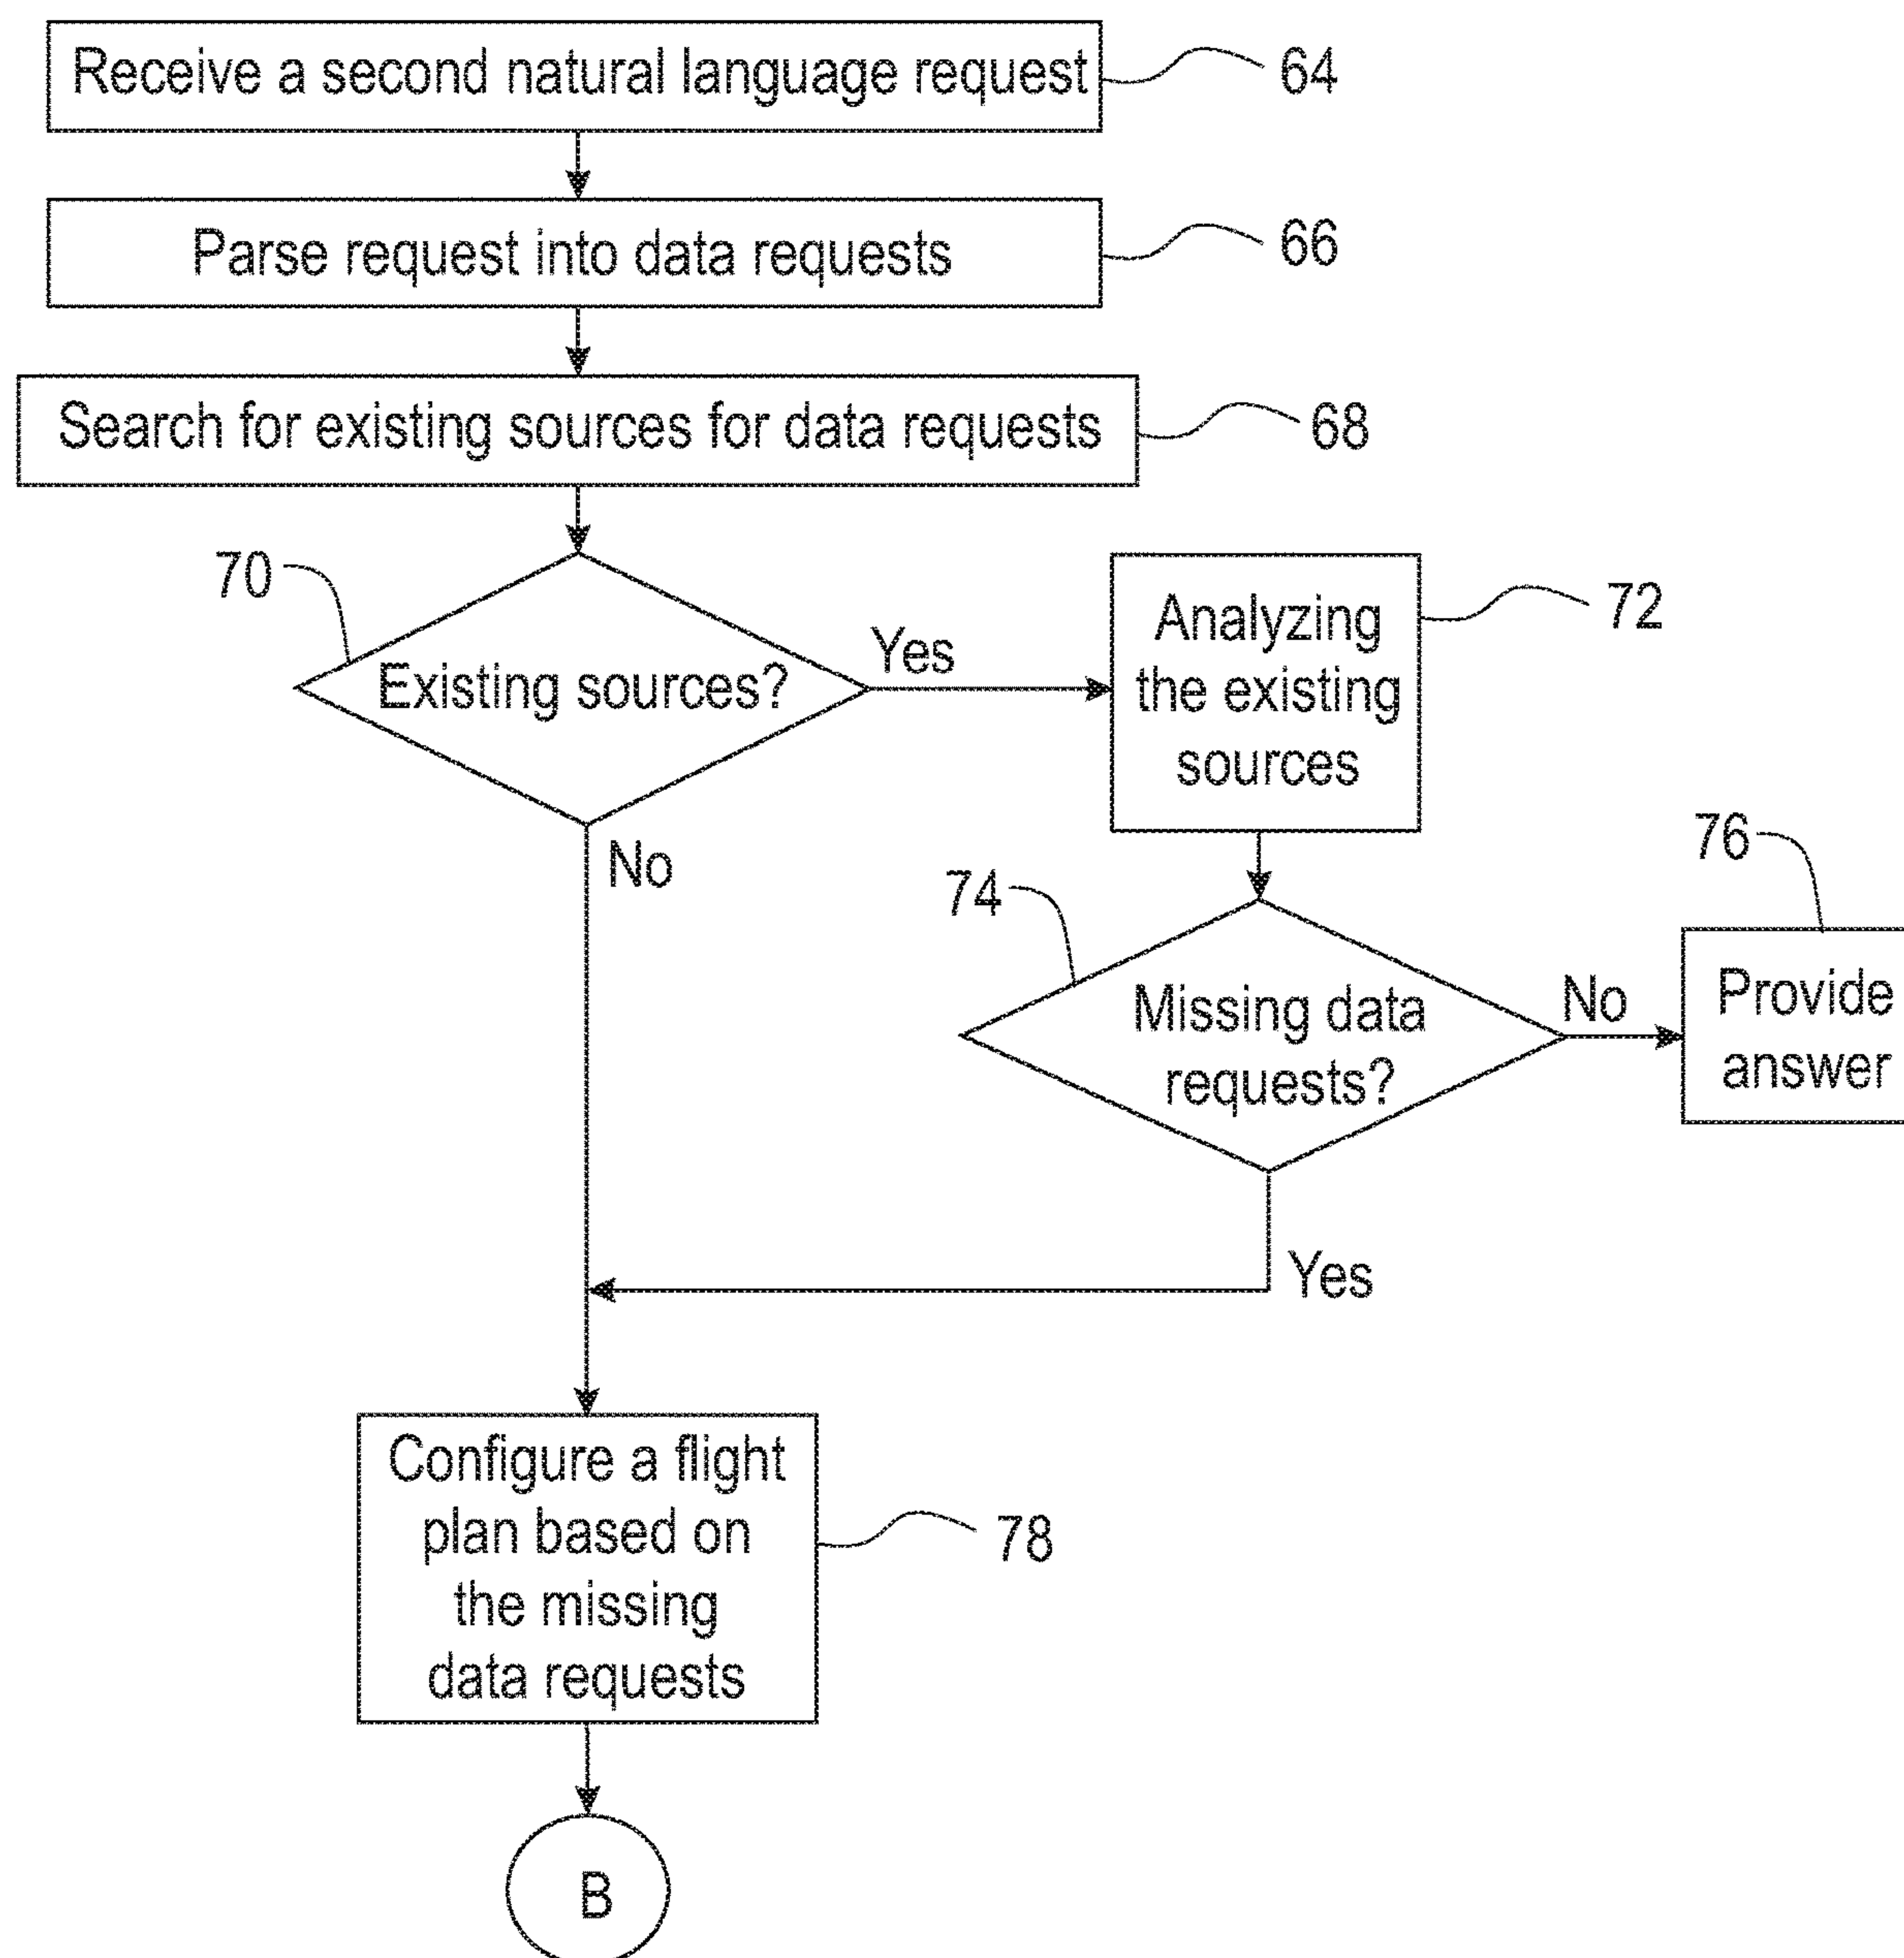 Receive a second natural language request
64
Parse request into data requests
66
Search for existing sources for data requests
68
70
Existing sources?
Yes
No
Analyzing
the existing
sources
72
74
Missing data
requests?
No
Yes
76
Provide
answer
Configure a flight
plan based on
the missing
data requests
78
B